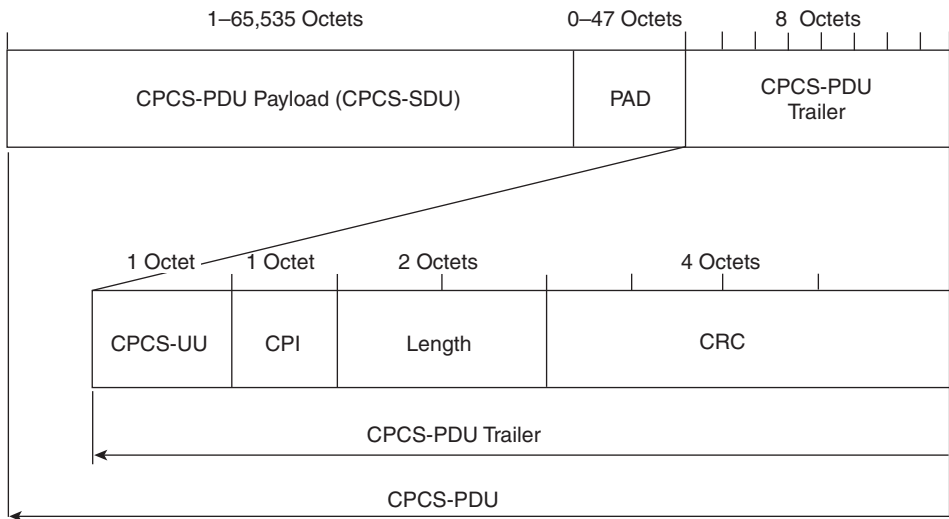 1–65,535 Octets
0–47 Octets
8 Octets
CPCS-PDU Payload (CPCS-SDU)
PAD
CPCS-PDU
Trailer
1 Octet
1 Octet
2 Octets
4 Octets
CPCS-UU
CPI
Length
CRC
CPCS-PDU Trailer
CPCS-PDU